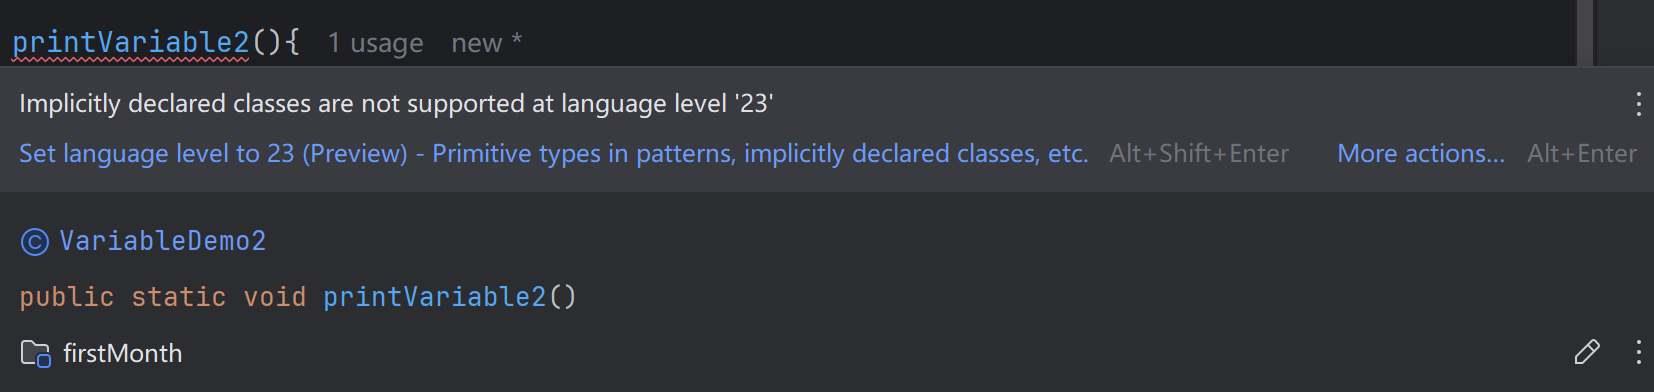 printVariable2(){ 1 usage new *
Implicitly declared classes are not supported at language level '23'
Set language level to 23 (Preview) - Primitive types in patterns, implicitly declared classes, etc. Alt+Shift+Enter More actions... Alt+Enter
© VariableDemo2
public static void printVariable2()
firstMonth